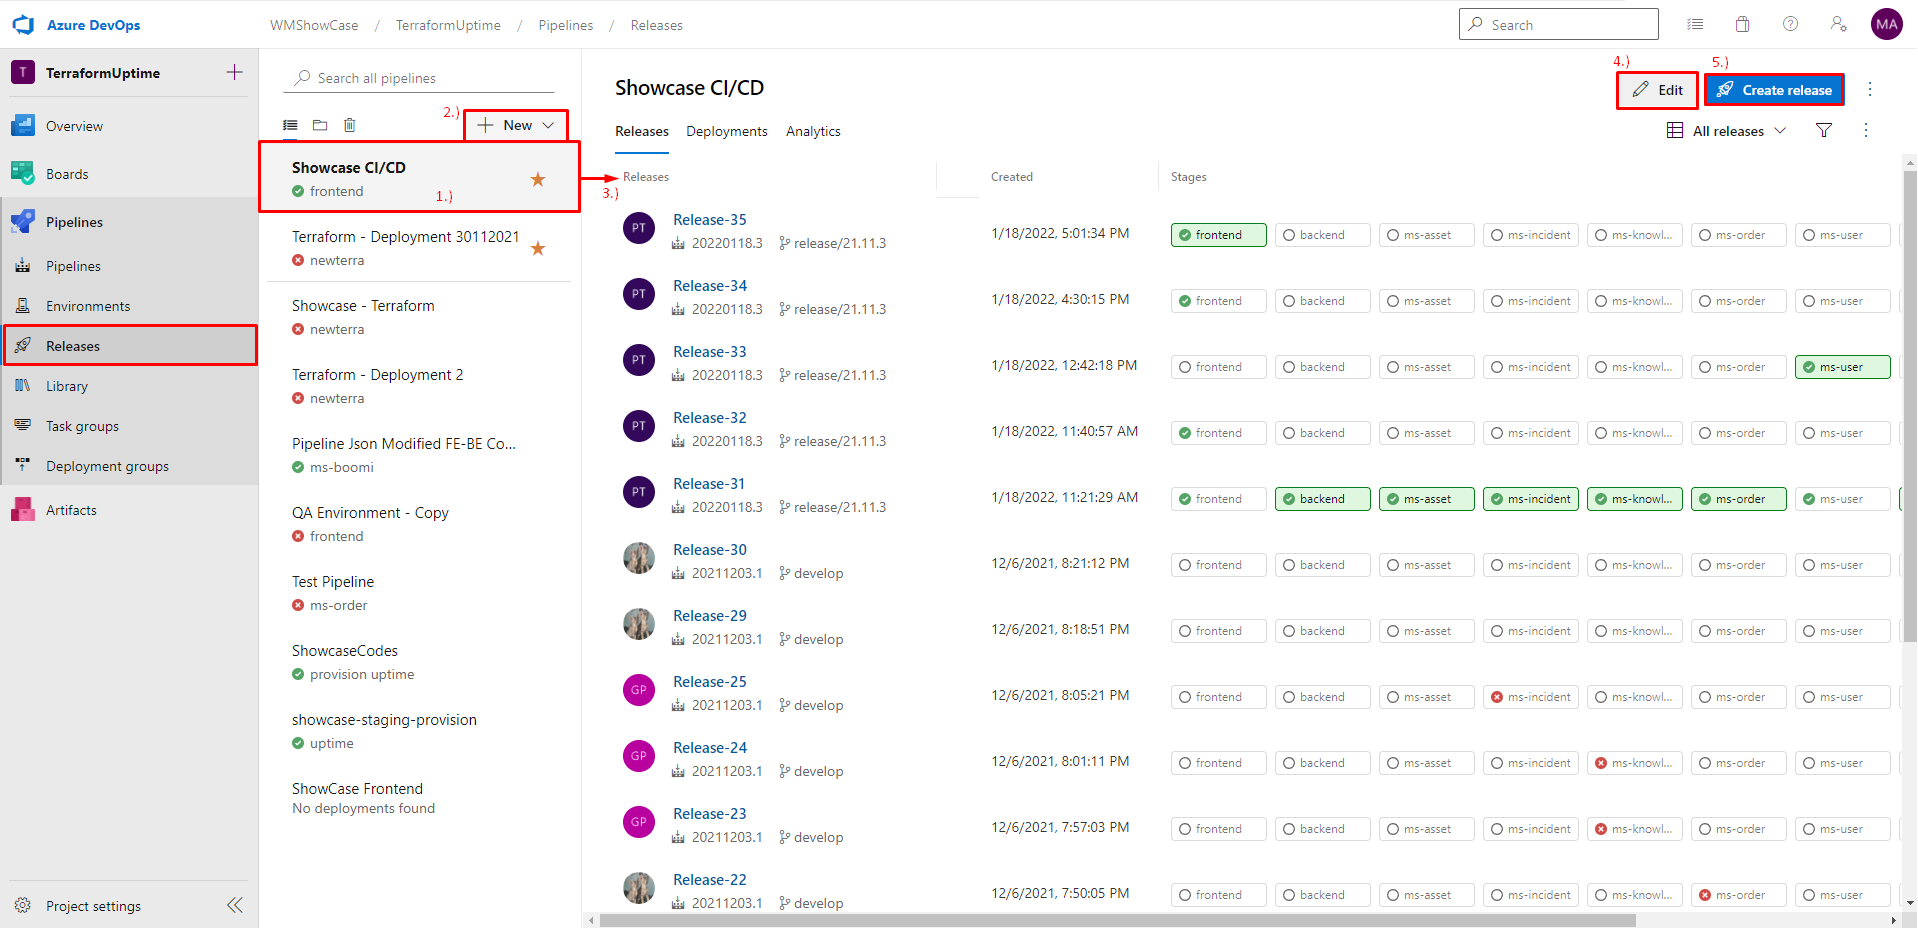 Azure DevOps
WMShowCase / TerraformUptime / Pipelines / Releases
Search
MA
T TerraformUptime
Overview
Boards
Pipelines
Pipelines
Environments
Releases
Library
Task groups
Deployment groups
Artifacts
Project settings
Search all pipelines
2.) New
Showcase CI/CD
frontend
1.)
Terraform - Deployment 30112021
newterra
Showcase - Terraform
newterra
Terraform - Deployment 2
newterra
Pipeline Json Modified FE-BE Co...
ms-boomi
QA Environment - Copy
frontend
Test Pipeline
ms-order
ShowcaseCodes
provision uptime
showcase-staging-provision
uptime
ShowCase Frontend
No deployments found
Showcase CI/CD
4.) Edit
5.) Create release
Releases Deployments Analytics
All releases
3.)
Releases Created Stages
PT Release-35
20220118.3 release/21.11.3
1/18/2022, 5:01:34 PM
frontend backend ms-asset ms-incident ms-knowl... ms-order ms-user
PT Release-34
20220118.3 release/21.11.3
1/18/2022, 4:30:15 PM
frontend backend ms-asset ms-incident ms-knowl... ms-order ms-user
PT Release-33
20220118.3 release/21.11.3
1/18/2022, 12:42:18 PM
frontend backend ms-asset ms-incident ms-knowl... ms-order ms-user
PT Release-32
20220118.3 release/21.11.3
1/18/2022, 11:40:57 AM
frontend backend ms-asset ms-incident ms-knowl... ms-order ms-user
PT Release-31
20220118.3 release/21.11.3
1/18/2022, 11:21:29 AM
frontend backend ms-asset ms-incident ms-knowl... ms-order ms-user
Release-30
20211203.1 develop
12/6/2021, 8:21:12 PM
frontend backend ms-asset ms-incident ms-knowl... ms-order ms-user
Release-29
20211203.1 develop
12/6/2021, 8:18:51 PM
frontend backend ms-asset ms-incident ms-knowl... ms-order ms-user
GP Release-25
20211203.1 develop
12/6/2021, 8:05:21 PM
frontend backend ms-asset ms-incident ms-knowl... ms-order ms-user
GP Release-24
20211203.1 develop
12/6/2021, 8:01:11 PM
frontend backend ms-asset ms-incident ms-knowl... ms-order ms-user
GP Release-23
20211203.1 develop
12/6/2021, 7:57:03 PM
frontend backend ms-asset ms-incident ms-knowl... ms-order ms-user
Release-22
20211203.1 develop
12/6/2021, 7:50:05 PM
frontend backend ms-asset ms-incident ms-knowl... ms-order ms-user